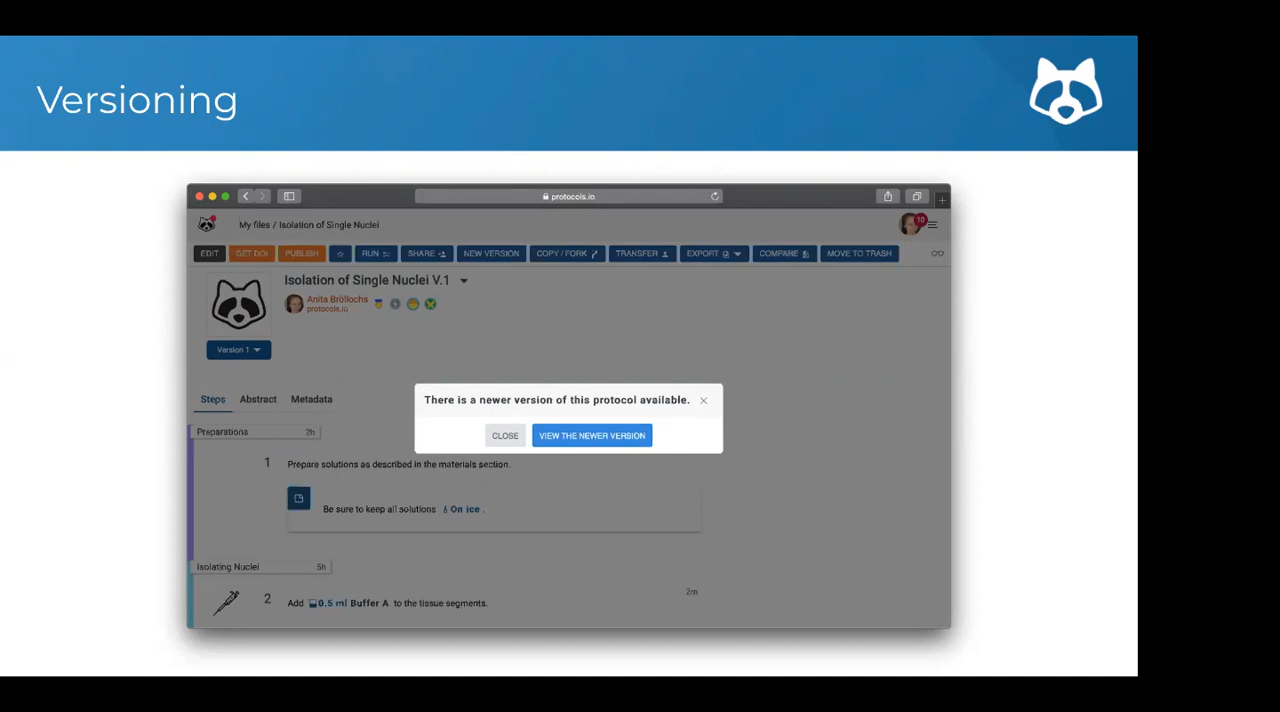 Versioning
protocols.io
My files / Isolation of Single Nuclei
10
EDIT GET DOI PUBLISH RUN SHARE NEW VERSION COPY / FORK TRANSFER EXPORT COMPARE MOVE TO TRASH
Isolation of Single Nuclei V.1
Anita Bröllochs
protocols.io
Version 1
Steps Abstract Metadata
There is a newer version of this protocol available.
CLOSE VIEW THE NEWER VERSION
Preparations 2h
1 Prepare solutions as described in the materials section.
Be sure to keep all solutions On ice .
Isolating Nuclei 5h
2m
2 Add 0.5 ml Buffer A to the tissue segments.